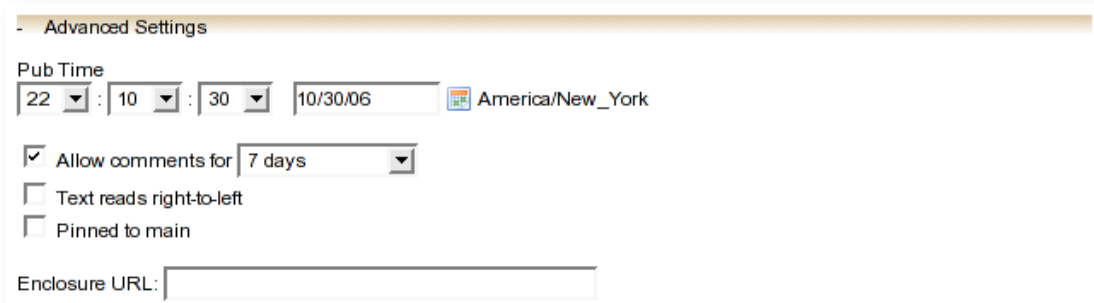 - Advanced Settings
Pub Time
22 : 10 : 30 10/30/06 America/New_York
Allow comments for 7 days
Text reads right-to-left
Pinned to main
Enclosure URL: